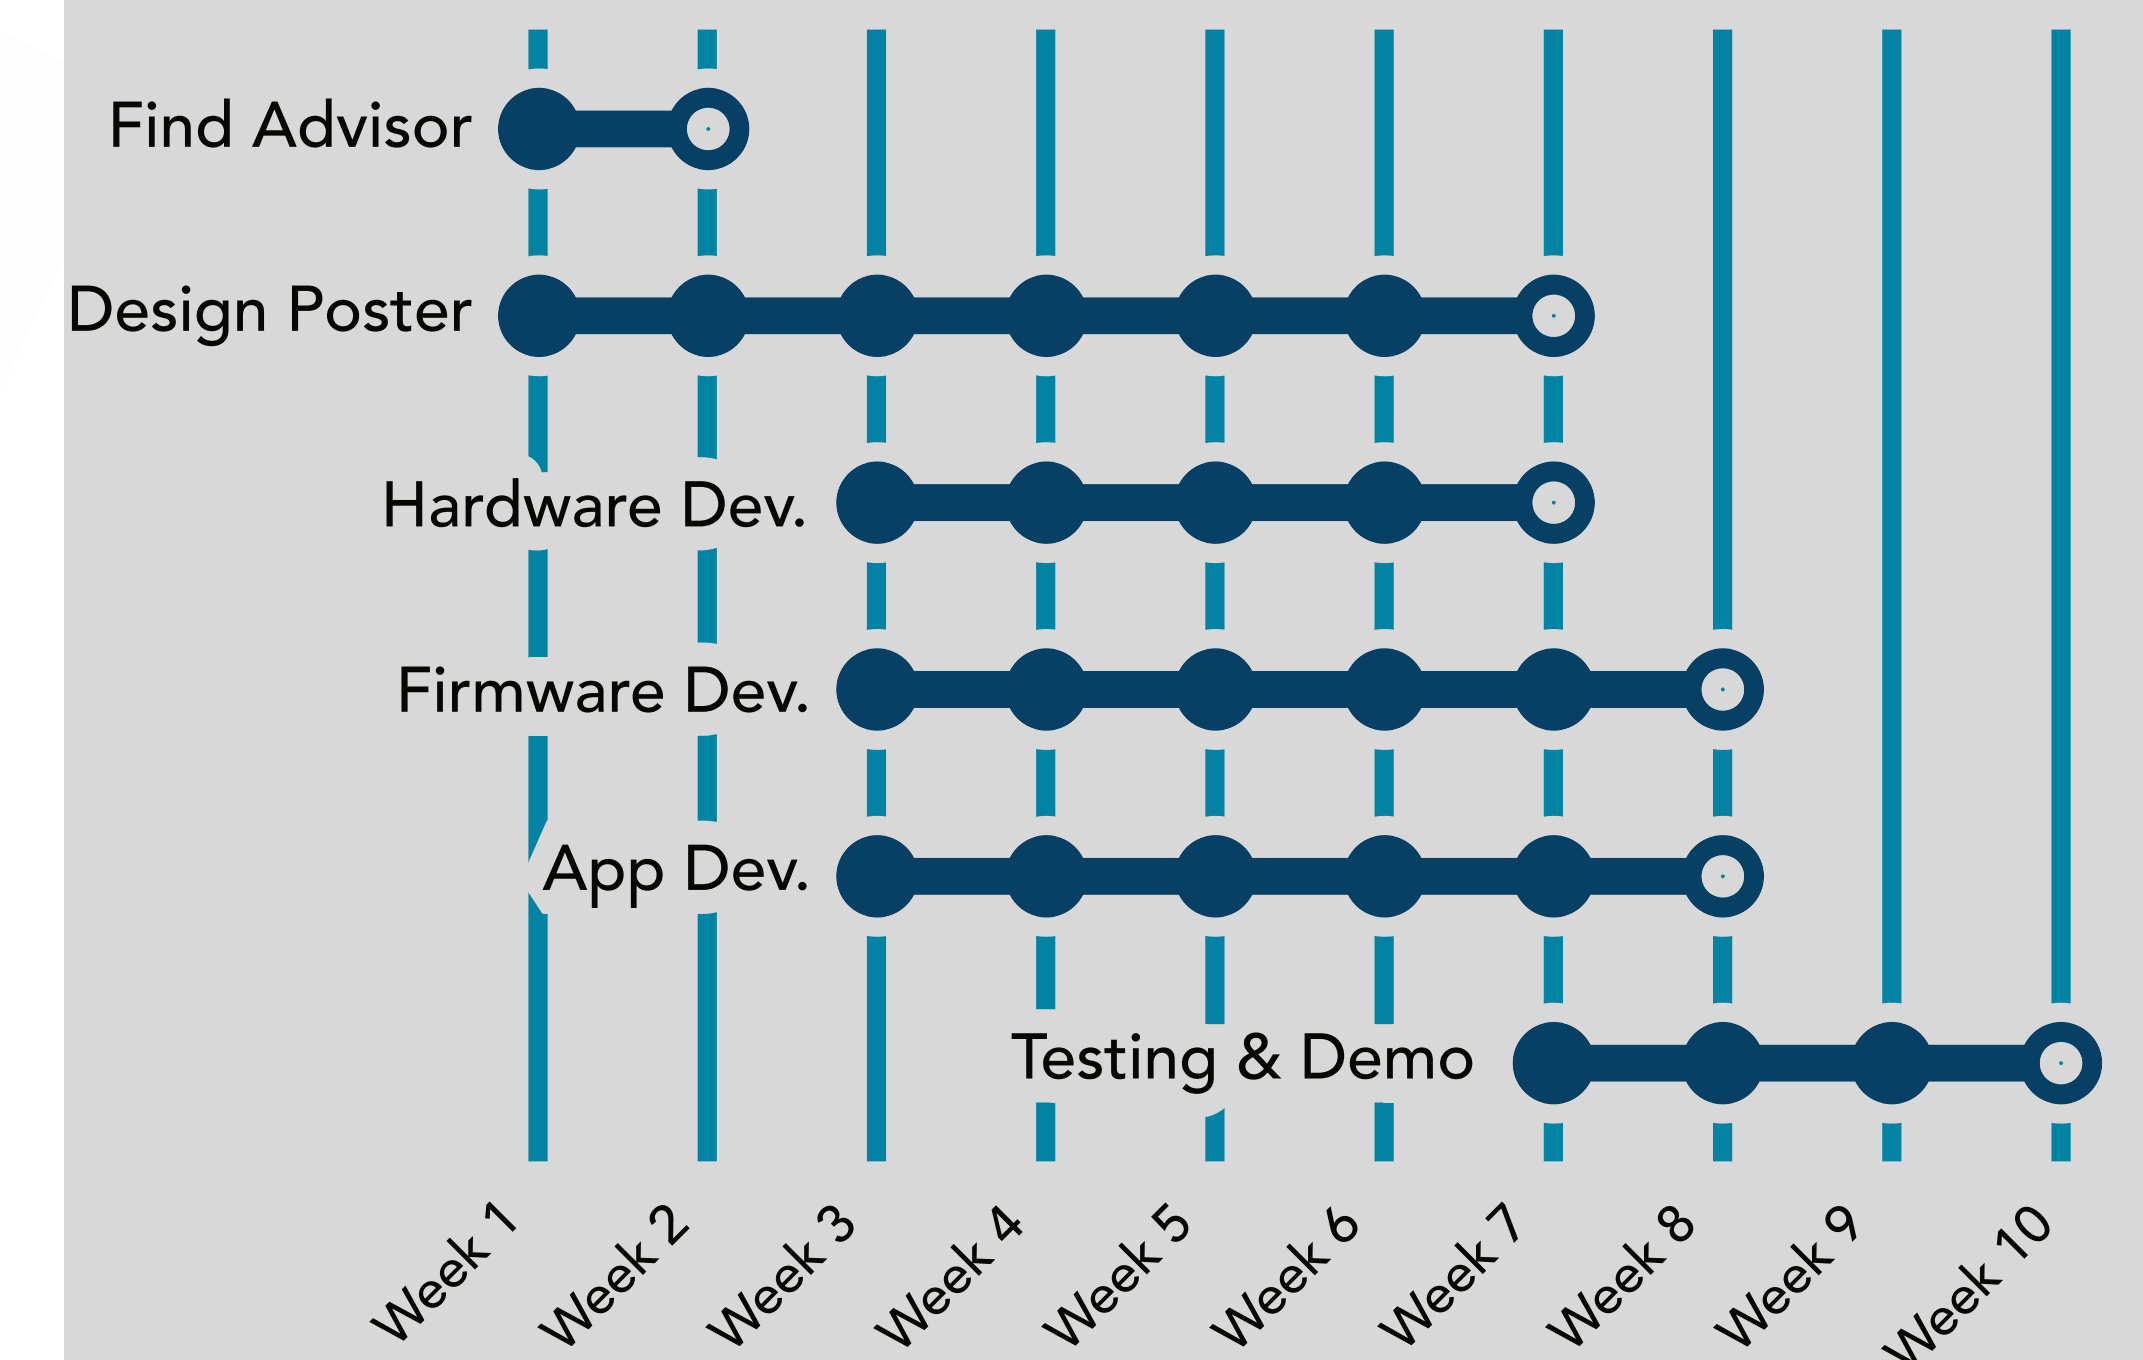 Find Advisor
Design Poster
Hardware Dev.
Firmware Dev.
App Dev.
Testing & Demo
Week 1
Week 2
Week 3
Week 4
Week 5
Week 6
Week 7
Week 8
Week 9
Week 10